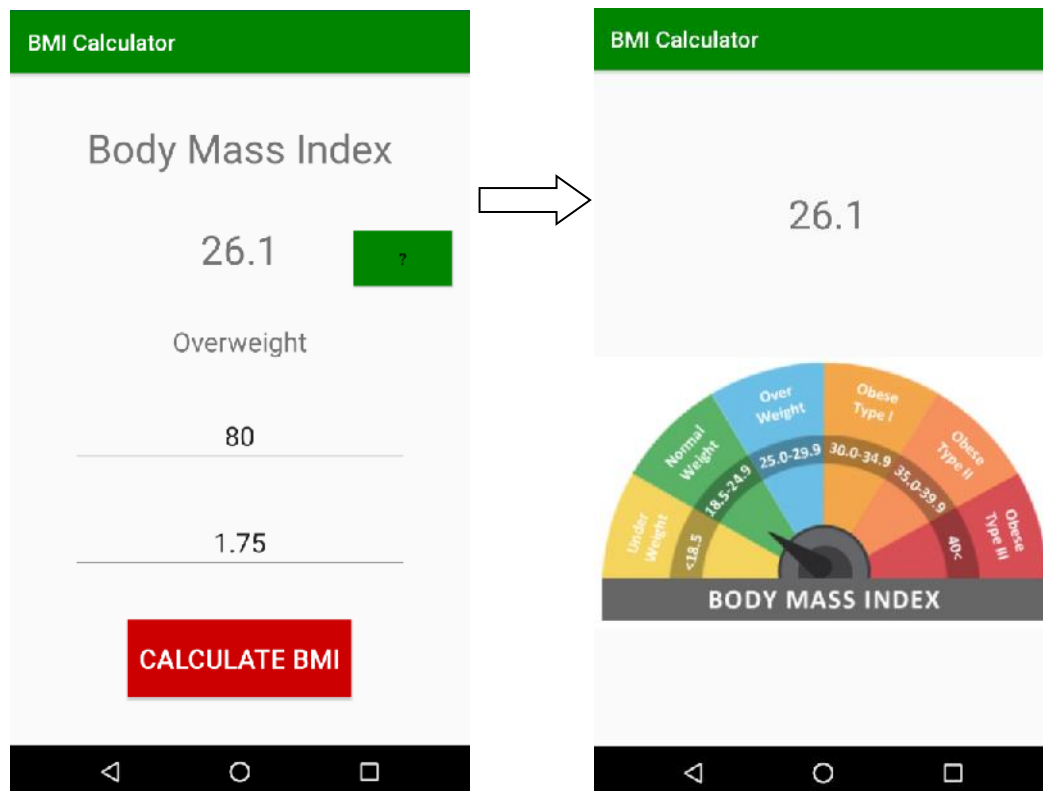 BMI Calculator
Body Mass Index
26.1
?
Overweight
80
1.75
CALCULATE BMI
BMI Calculator
26.1
Under
Weight
<18.5
Normal
Weight
18.5-24.9
Over
Weight
25.0-29.9
Obese
Type I
30.0-34.9
Obese
Type II
35.0-39.9
Obese
Type III
40<
BODY MASS INDEX